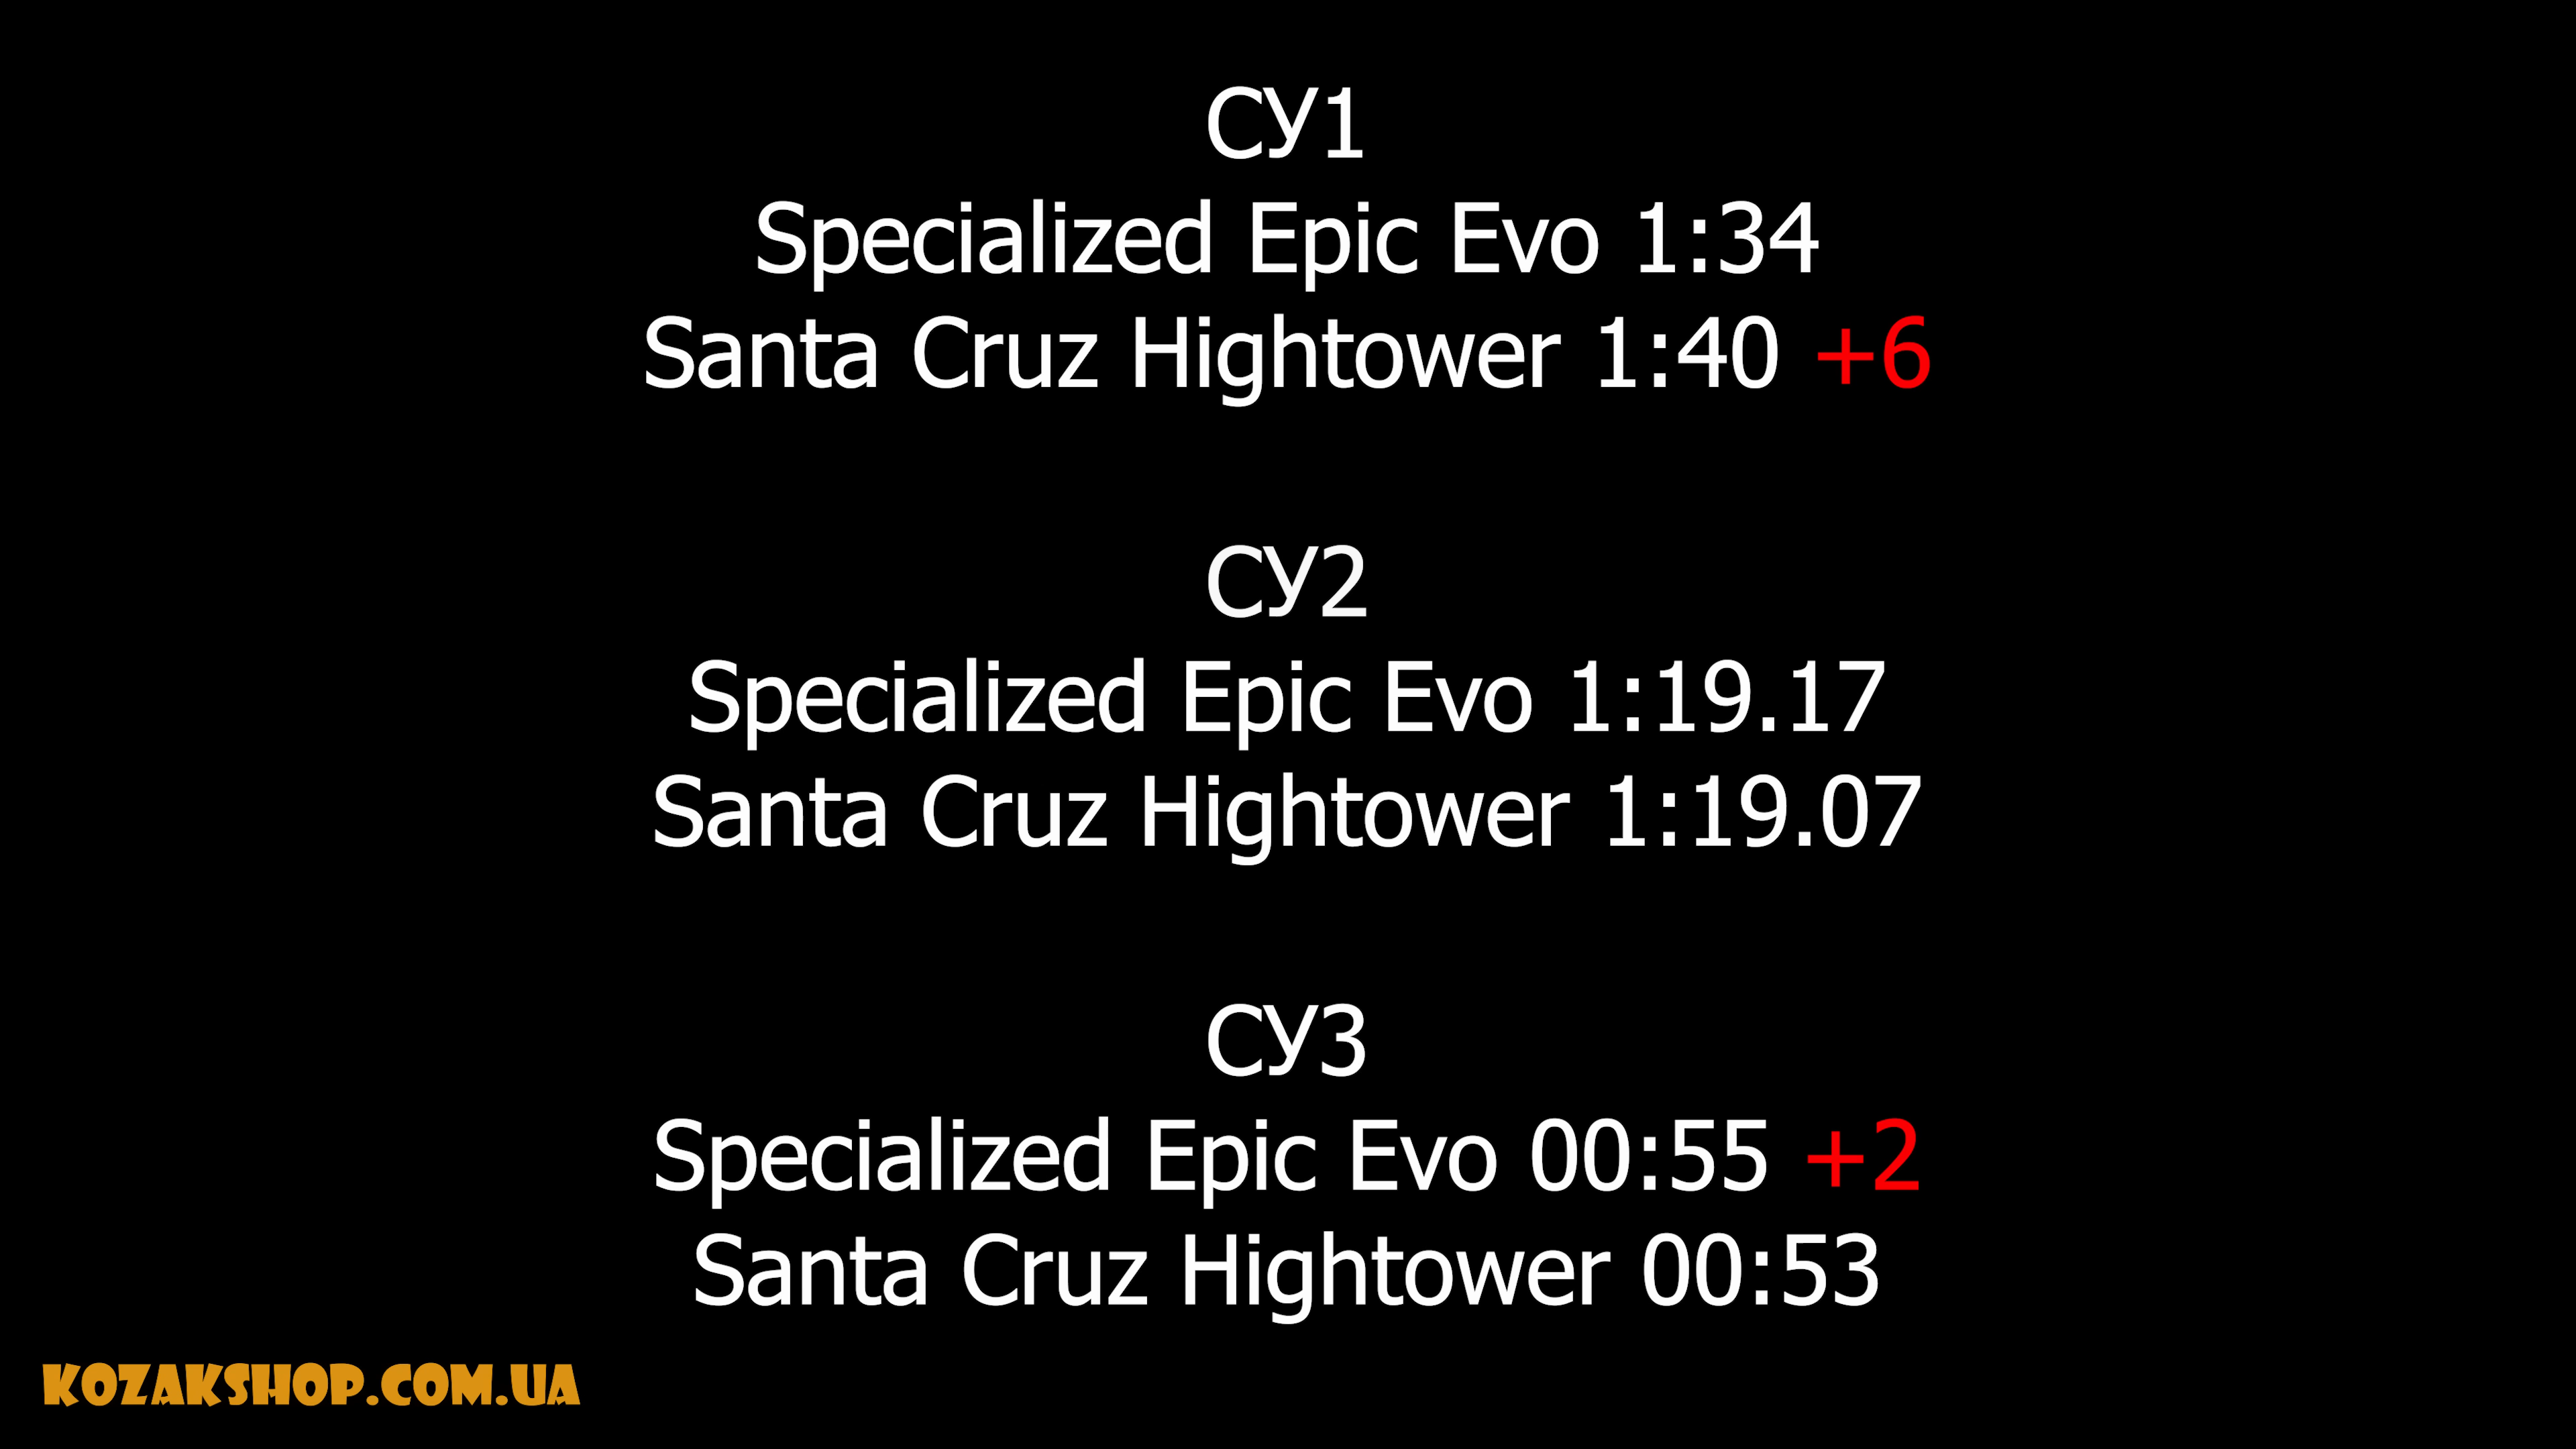 СУ1
Specialized Epic Evo 1:34
Santa Cruz Hightower 1:40 +6
СУ2
Specialized Epic Evo 1:19.17
Santa Cruz Hightower 1:19.07
СУ3
Specialized Epic Evo 00:55 +2
Santa Cruz Hightower 00:53
KOZAKSHOP.COM.UA